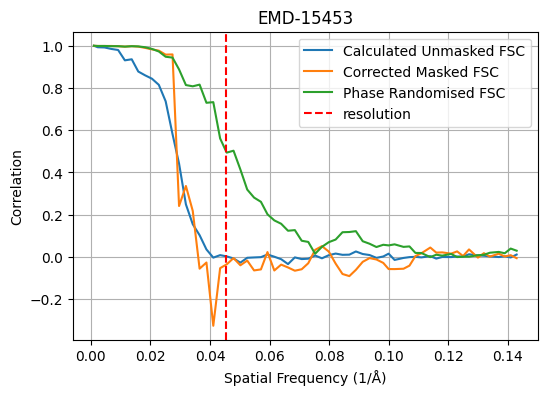 EMD-15453
Calculated Unmasked FSC
Corrected Masked FSC
Phase Randomised FSC
resolution
Correlation
1.0
0.8
0.6
0.4
0.2
0.0
−0.2
0.00 0.02 0.04 0.06 0.08 0.10 0.12 0.14
Spatial Frequency (1/Å)